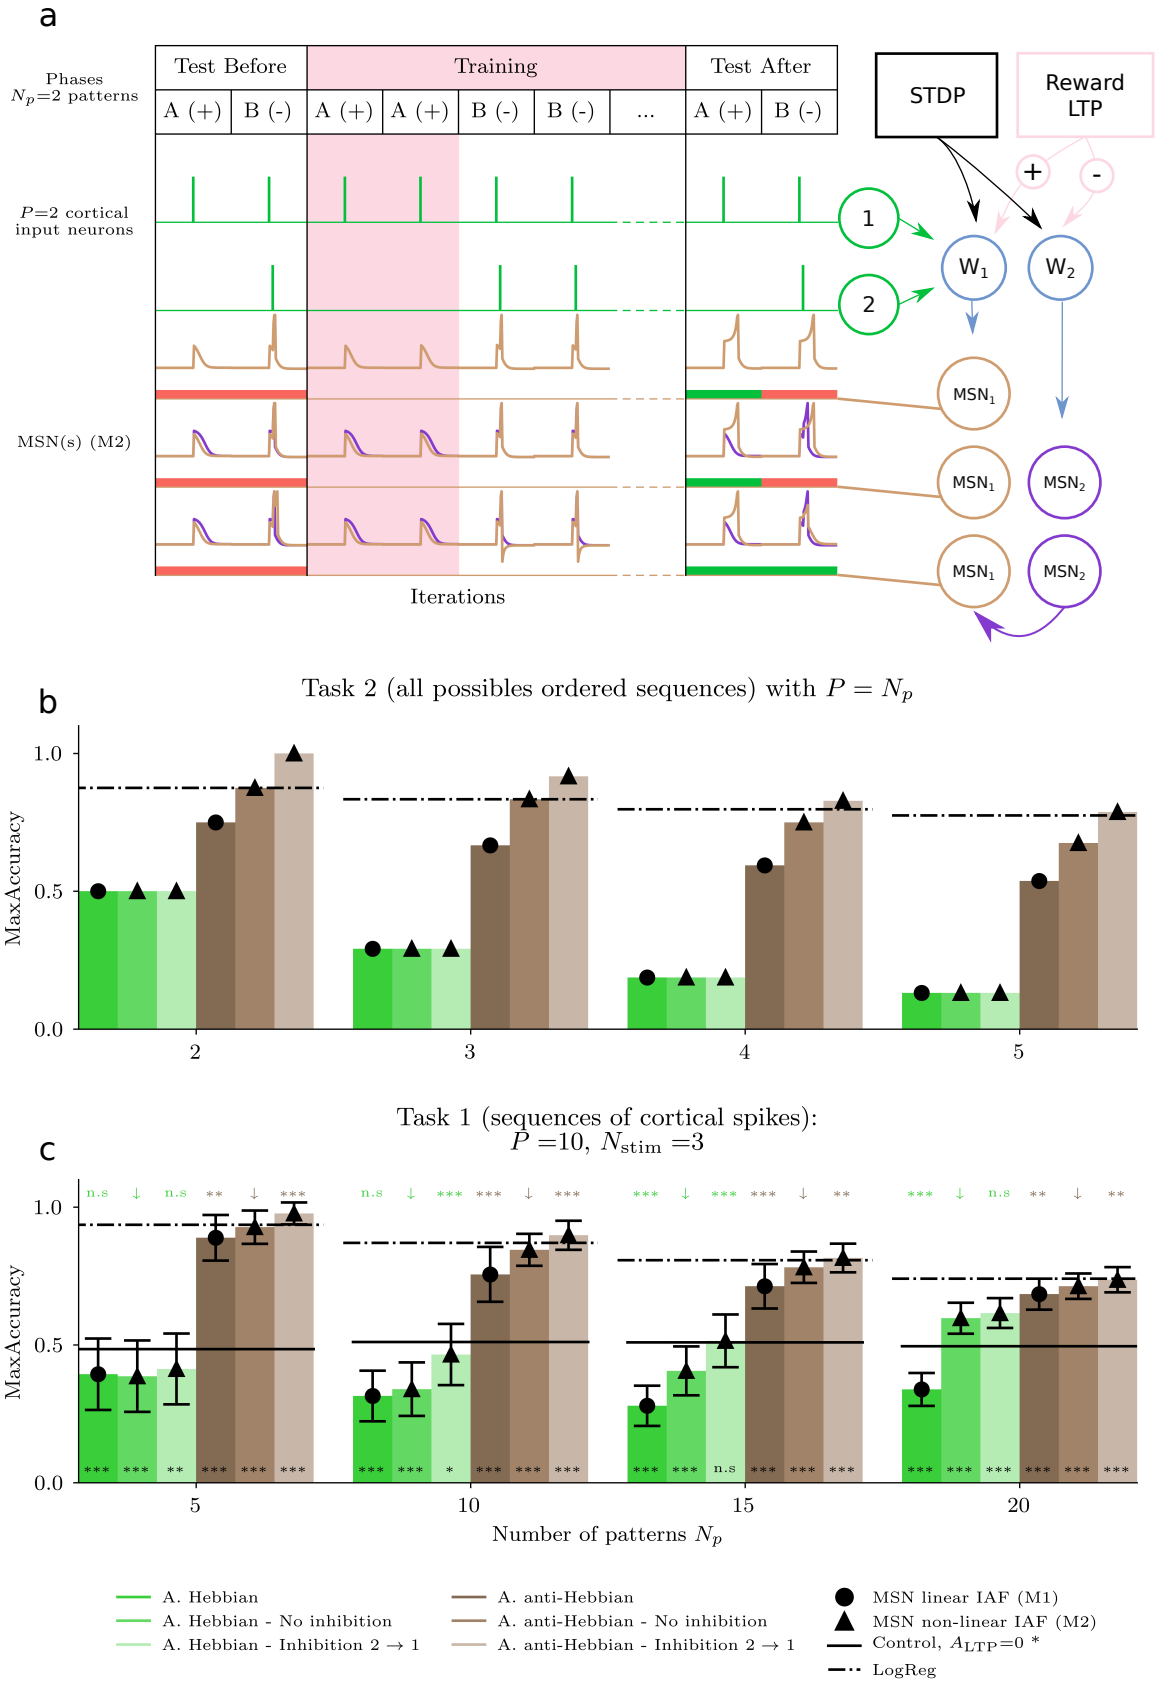 a
Phases
Np=2 patterns
Test Before
Training
Test After
A (+)
B (-)
A (+)
A (+)
B (-)
B (-)
...
A (+)
B (-)
STDP
Reward
LTP
+
-
P=2 cortical
input neurons
1
2
W1
W2
MSN1
MSN(s) (M2)
MSN1
MSN2
MSN1
MSN2
Iterations
b
Task 2 (all possibles ordered sequences) with P = Np
MaxAccuracy
1.0
0.5
0.0
2
3
4
5
c
Task 1 (sequences of cortical spikes):
P =10, Nstim =3
n.s ↓ n.s ** ↓ ***
n.s ↓ *** *** ↓ ***
*** ↓ *** *** ↓ **
*** ↓ n.s ** ↓ **
MaxAccuracy
1.0
0.5
0.0
*** *** ** *** *** ***
*** *** * *** *** ***
*** *** n.s *** *** ***
*** *** *** *** *** ***
5
10
15
20
Number of patterns Np
A. Hebbian
A. Hebbian - No inhibition
A. Hebbian - Inhibition 2 → 1
A. anti-Hebbian
A. anti-Hebbian - No inhibition
A. anti-Hebbian - Inhibition 2 → 1
MSN linear IAF (M1)
MSN non-linear IAF (M2)
Control, ALTP=0 *
LogReg